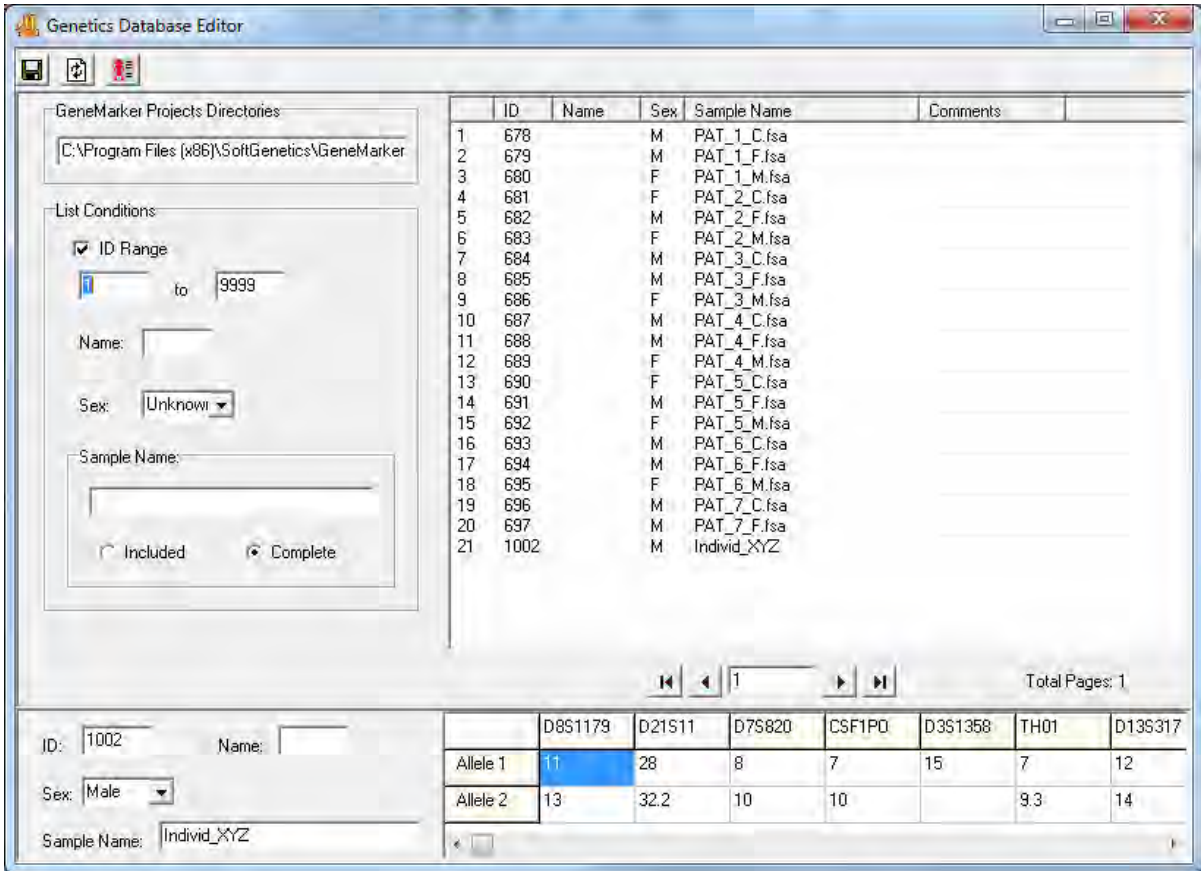 Genetics Database Editor
GeneMarker Projects Directories
C:\Program Files (x86)\SoftGenetics\GeneMarker
List Conditions
ID Range
1 to 9999
Name:
Sex: Unknow
Sample Name:
Included Complete
ID Name Sex Sample Name Comments
1 678 M PAT_1_C.fsa
2 679 M PAT_1_F.fsa
3 680 F PAT_1_M.fsa
4 681 F PAT_2_C.fsa
5 682 M PAT_2_F.fsa
6 683 F PAT_2_M.fsa
7 684 M PAT_3_C.fsa
8 685 M PAT_3_F.fsa
9 686 F PAT_3_M.fsa
10 687 M PAT_4_C.fsa
11 688 M PAT_4_F.fsa
12 689 F PAT_4_M.fsa
13 690 F PAT_5_C.fsa
14 691 M PAT_5_F.fsa
15 692 F PAT_5_M.fsa
16 693 M PAT_6_C.fsa
17 694 M PAT_6_F.fsa
18 695 F PAT_6_M.fsa
19 696 M PAT_7_C.fsa
20 697 M PAT_7_F.fsa
21 1002 M Individ_XYZ
1 Total Pages: 1
ID: 1002 Name:
Sex: Male
Sample Name: Individ_XYZ
D8S1179 D21S11 D7S820 CSF1PO D3S1358 TH01 D13S317
Allele 1 11 28 8 7 15 7 12
Allele 2 13 32.2 10 10 9.3 14